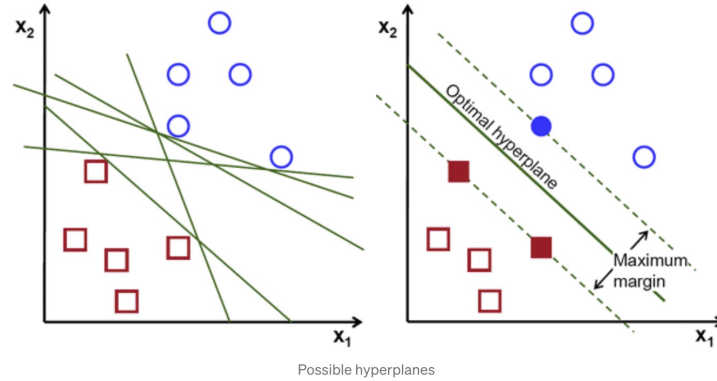 x₂
x₁
x₂
Optimal hyperplane
Maximum
margin
x₁
Possible hyperplanes